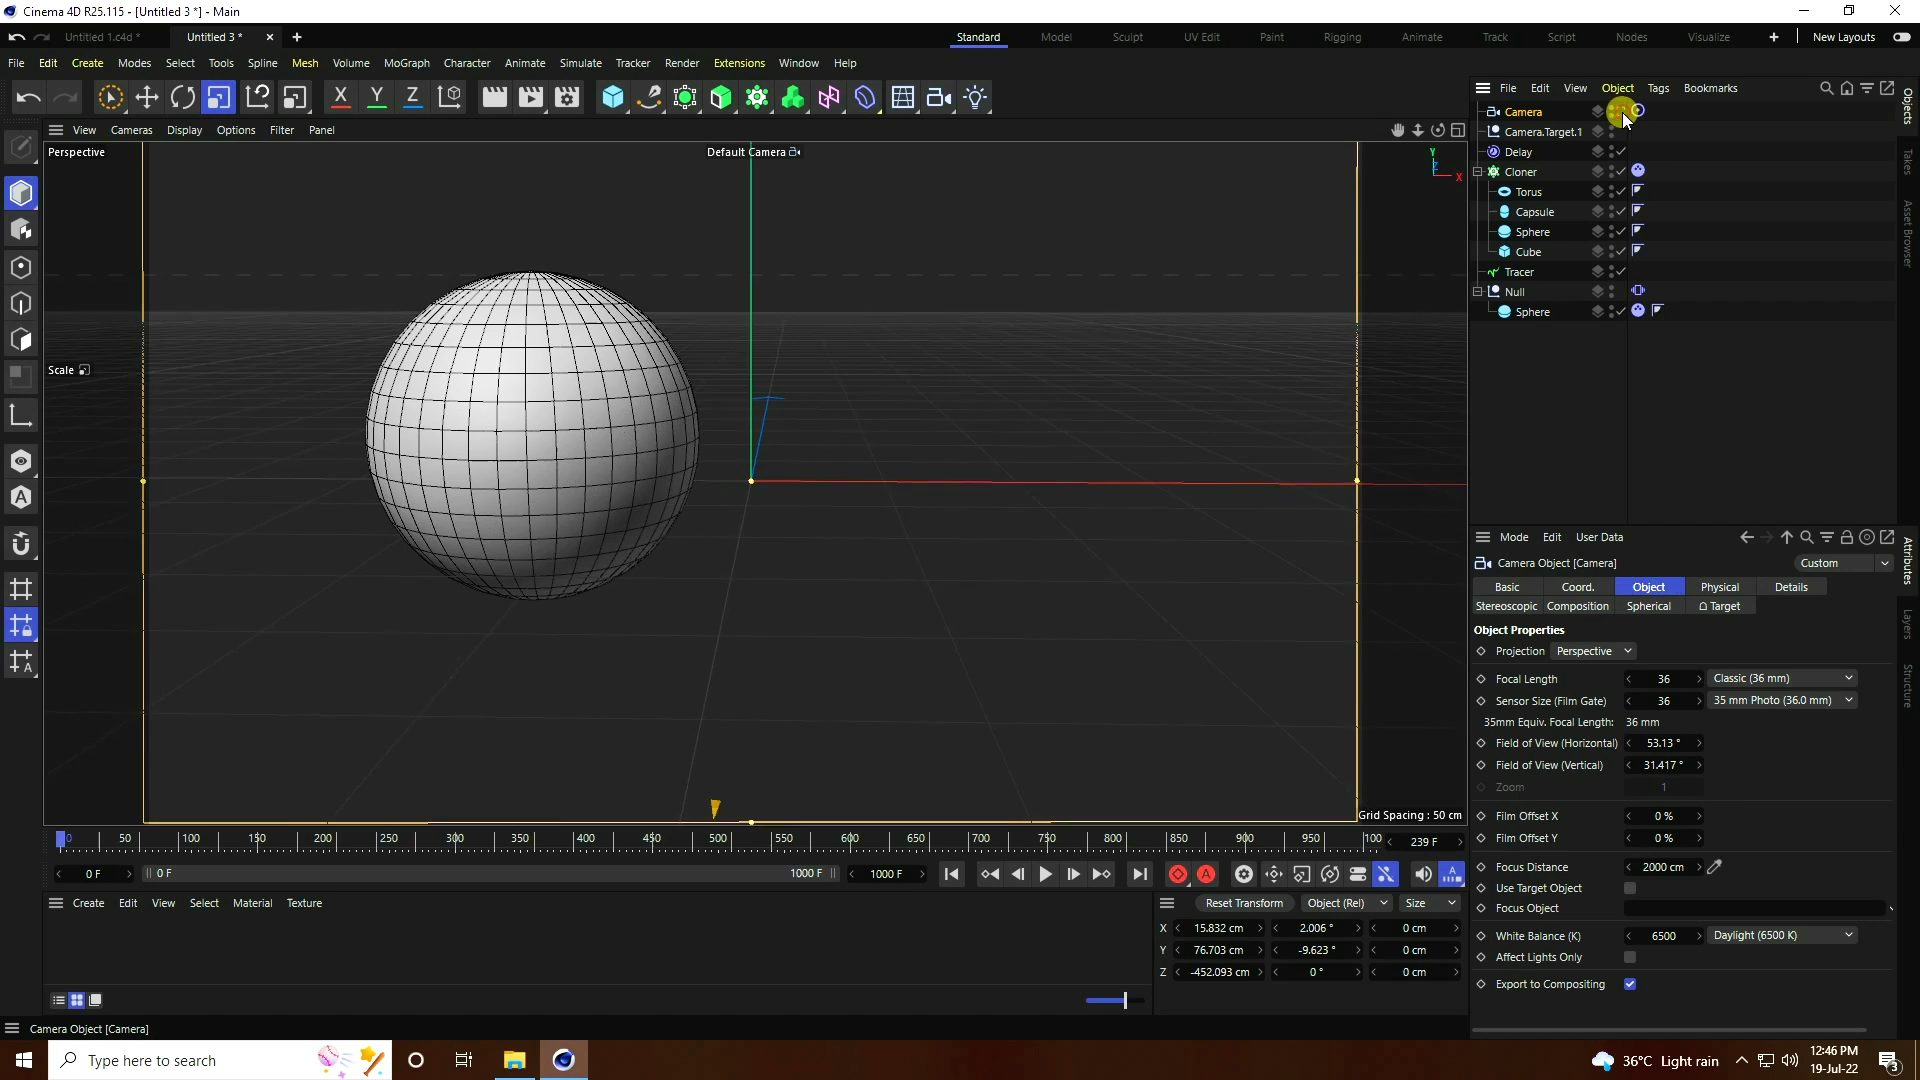 Cinema 4D R25.115 - [Untitled 3 *] - Main
Untitled 1.c4d * Untitled 3 * Standard Model Sculpt UV Edit Paint Rigging Animate Track Script Nodes Visualize New Layouts
File Edit Create Modes Select Tools Spline Mesh Volume MoGraph Character Animate Simulate Tracker Render Extensions Window Help
X Y Z
File Edit View Object Tags Bookmarks
View Cameras Display Options Filter Panel
Perspective
Default Camera
Y
Z
X
Scale
Camera
Camera.Target.1
Delay
Cloner
Torus
Capsule
Sphere
Cube
Tracer
Null
Sphere
Objects
Takes
Asset Browser
Mode Edit User Data
Camera Object [Camera] Custom
Basic Coord. Object Physical Details
Stereoscopic Composition Spherical Target
Object Properties
Projection Perspective
Focal Length 36 Classic (36 mm)
Sensor Size (Film Gate) 36 35 mm Photo (36.0 mm)
35mm Equiv. Focal Length: 36 mm
Field of View (Horizontal) 53.13 °
Field of View (Vertical) 31.417 °
Zoom 1
Film Offset X 0 %
Film Offset Y 0 %
Focus Distance 2000 cm
Use Target Object
Focus Object
White Balance (K) 6500 Daylight (6500 K)
Affect Lights Only
Export to Compositing
Attributes
Layers
Structure
Grid Spacing : 50 cm
0 50 100 150 200 250 300 350 400 450 500 550 600 650 700 750 800 850 900 950 100 239 F
0 F 0 F 1000 F 1000 F
Create Edit View Select Material Texture
Reset Transform Object (Rel) Size
X 15.832 cm 2.006 ° 0 cm
Y 76.703 cm -9.623 ° 0 cm
Z -452.093 cm 0 ° 0 cm
Camera Object [Camera]
Type here to search
36°C Light rain
12:46 PM
19-Jul-22
3